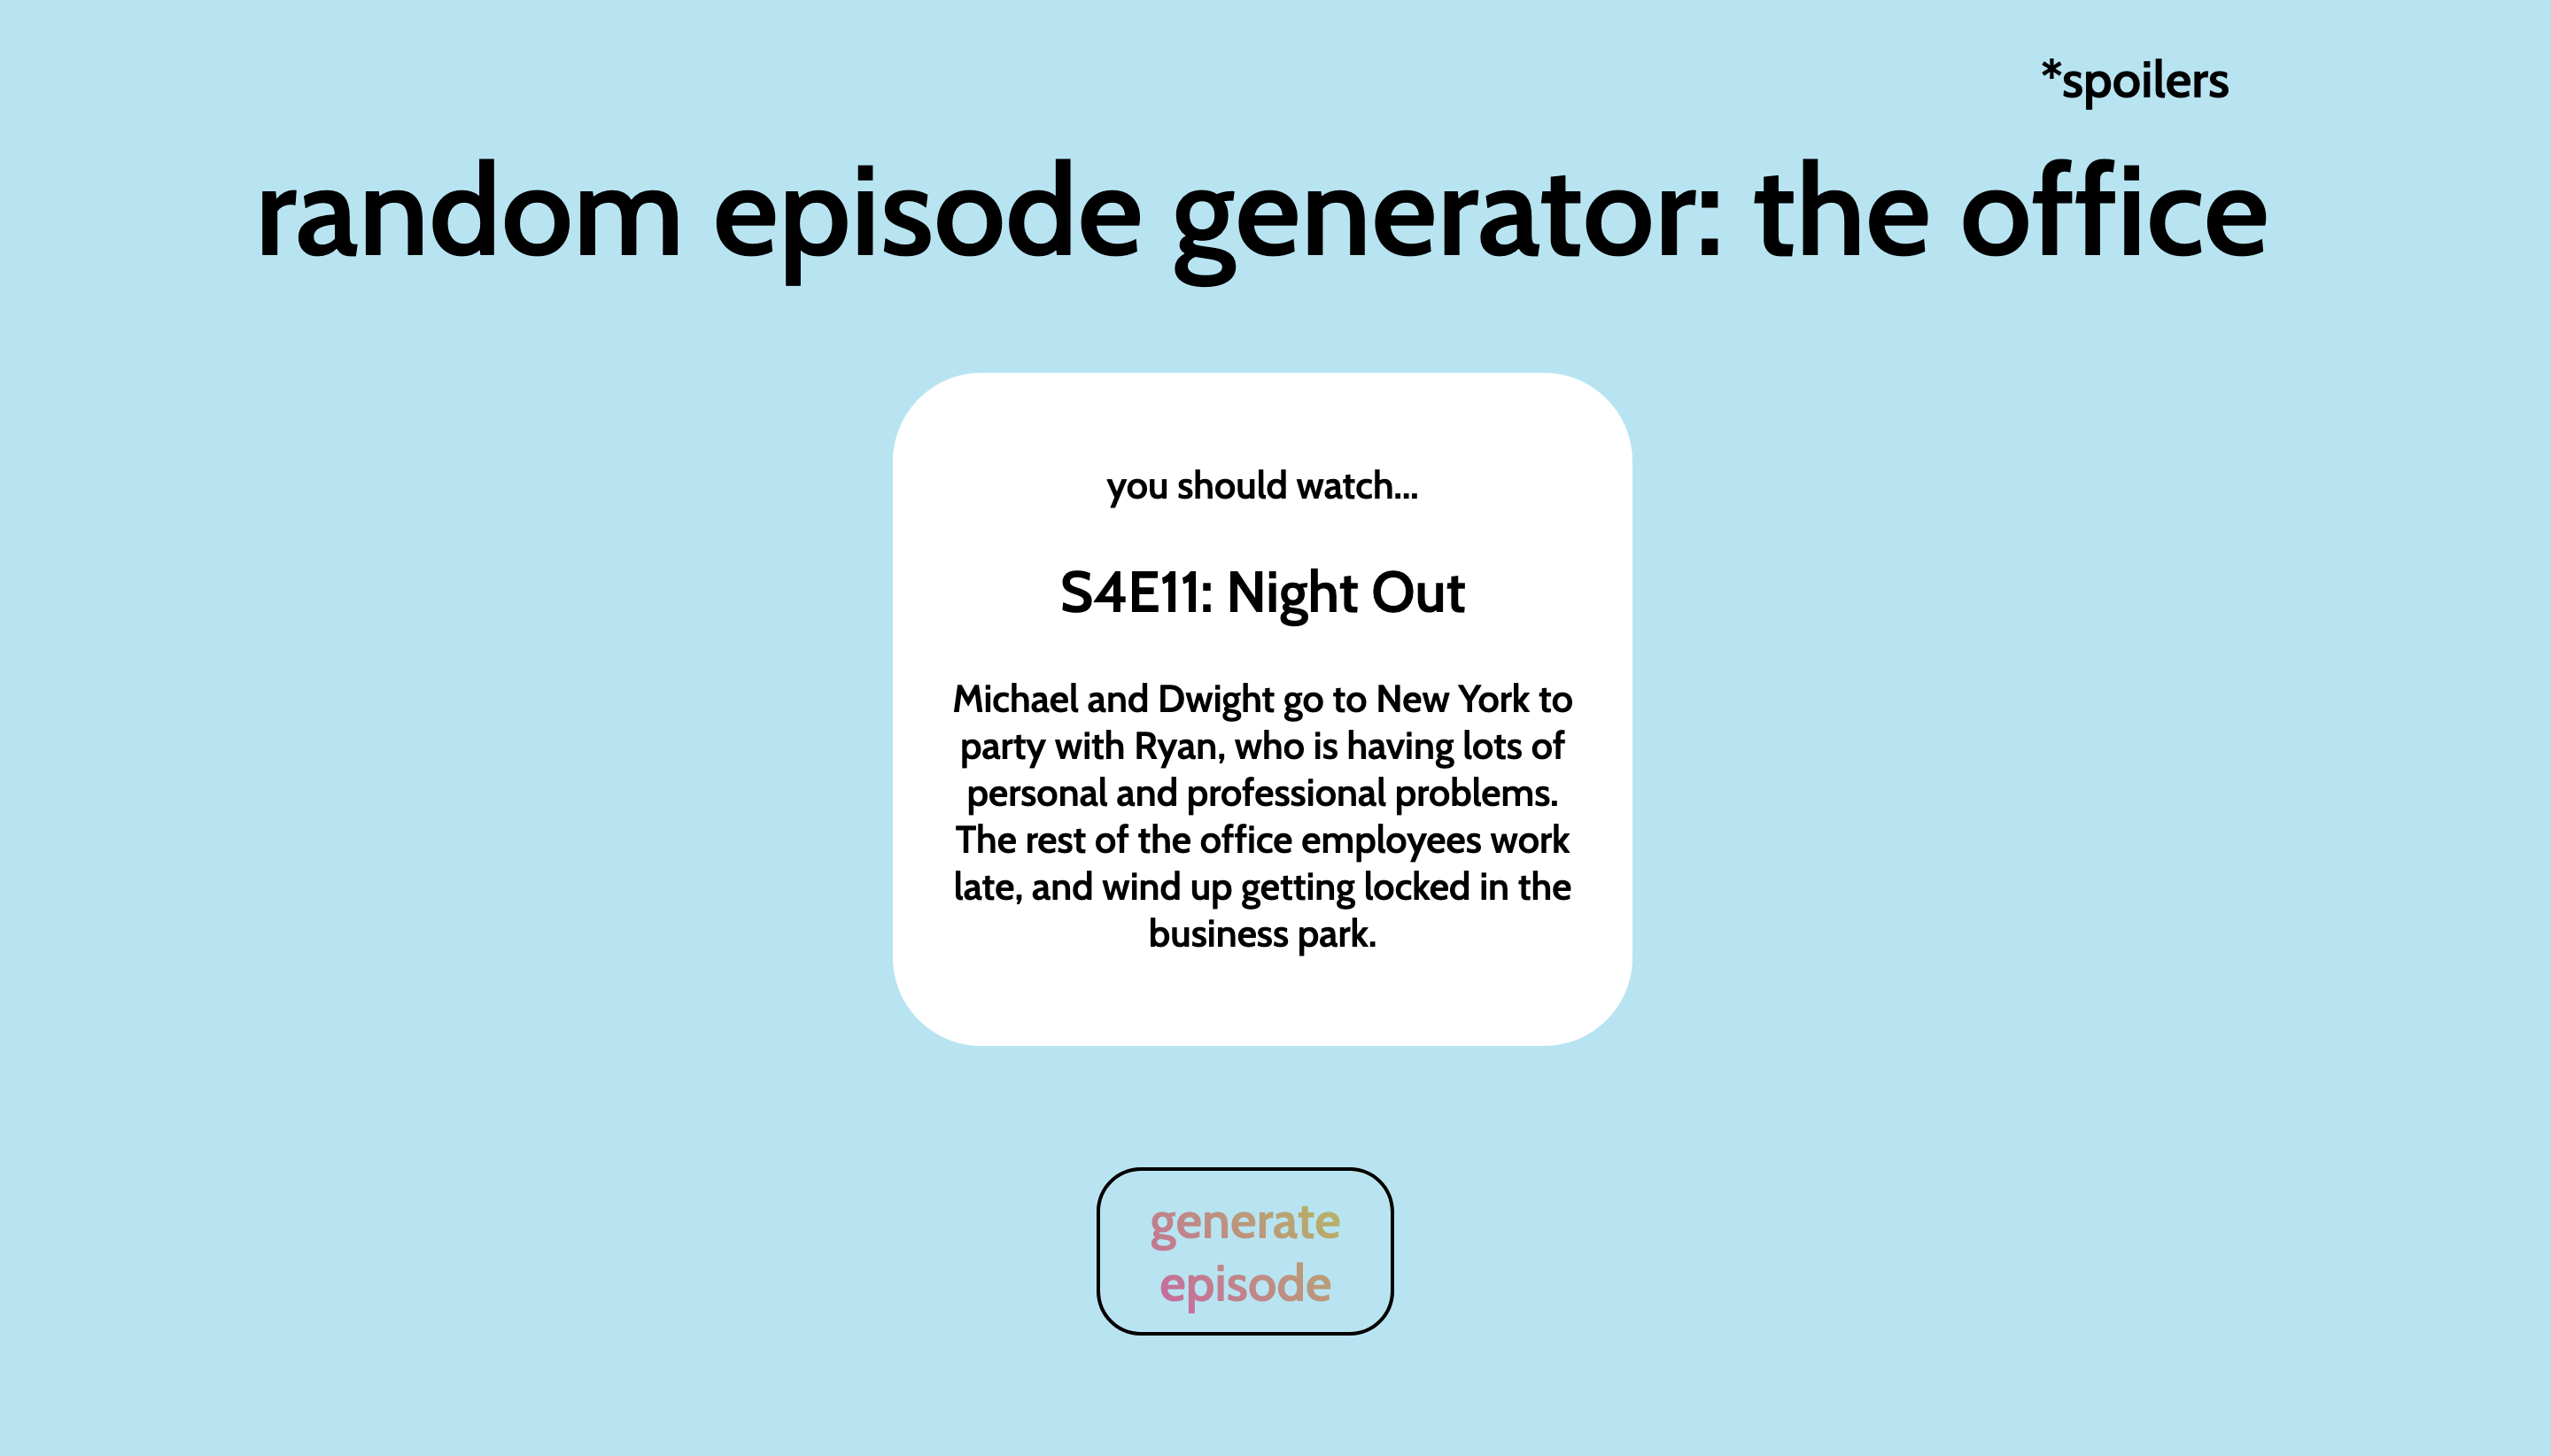 *spoilers
random episode generator: the office
you should watch...
S4E11: Night Out
Michael and Dwight go to New York to
party with Ryan, who is having lots of
personal and professional problems.
The rest of the office employees work
late, and wind up getting locked in the
business park.
generate
episode